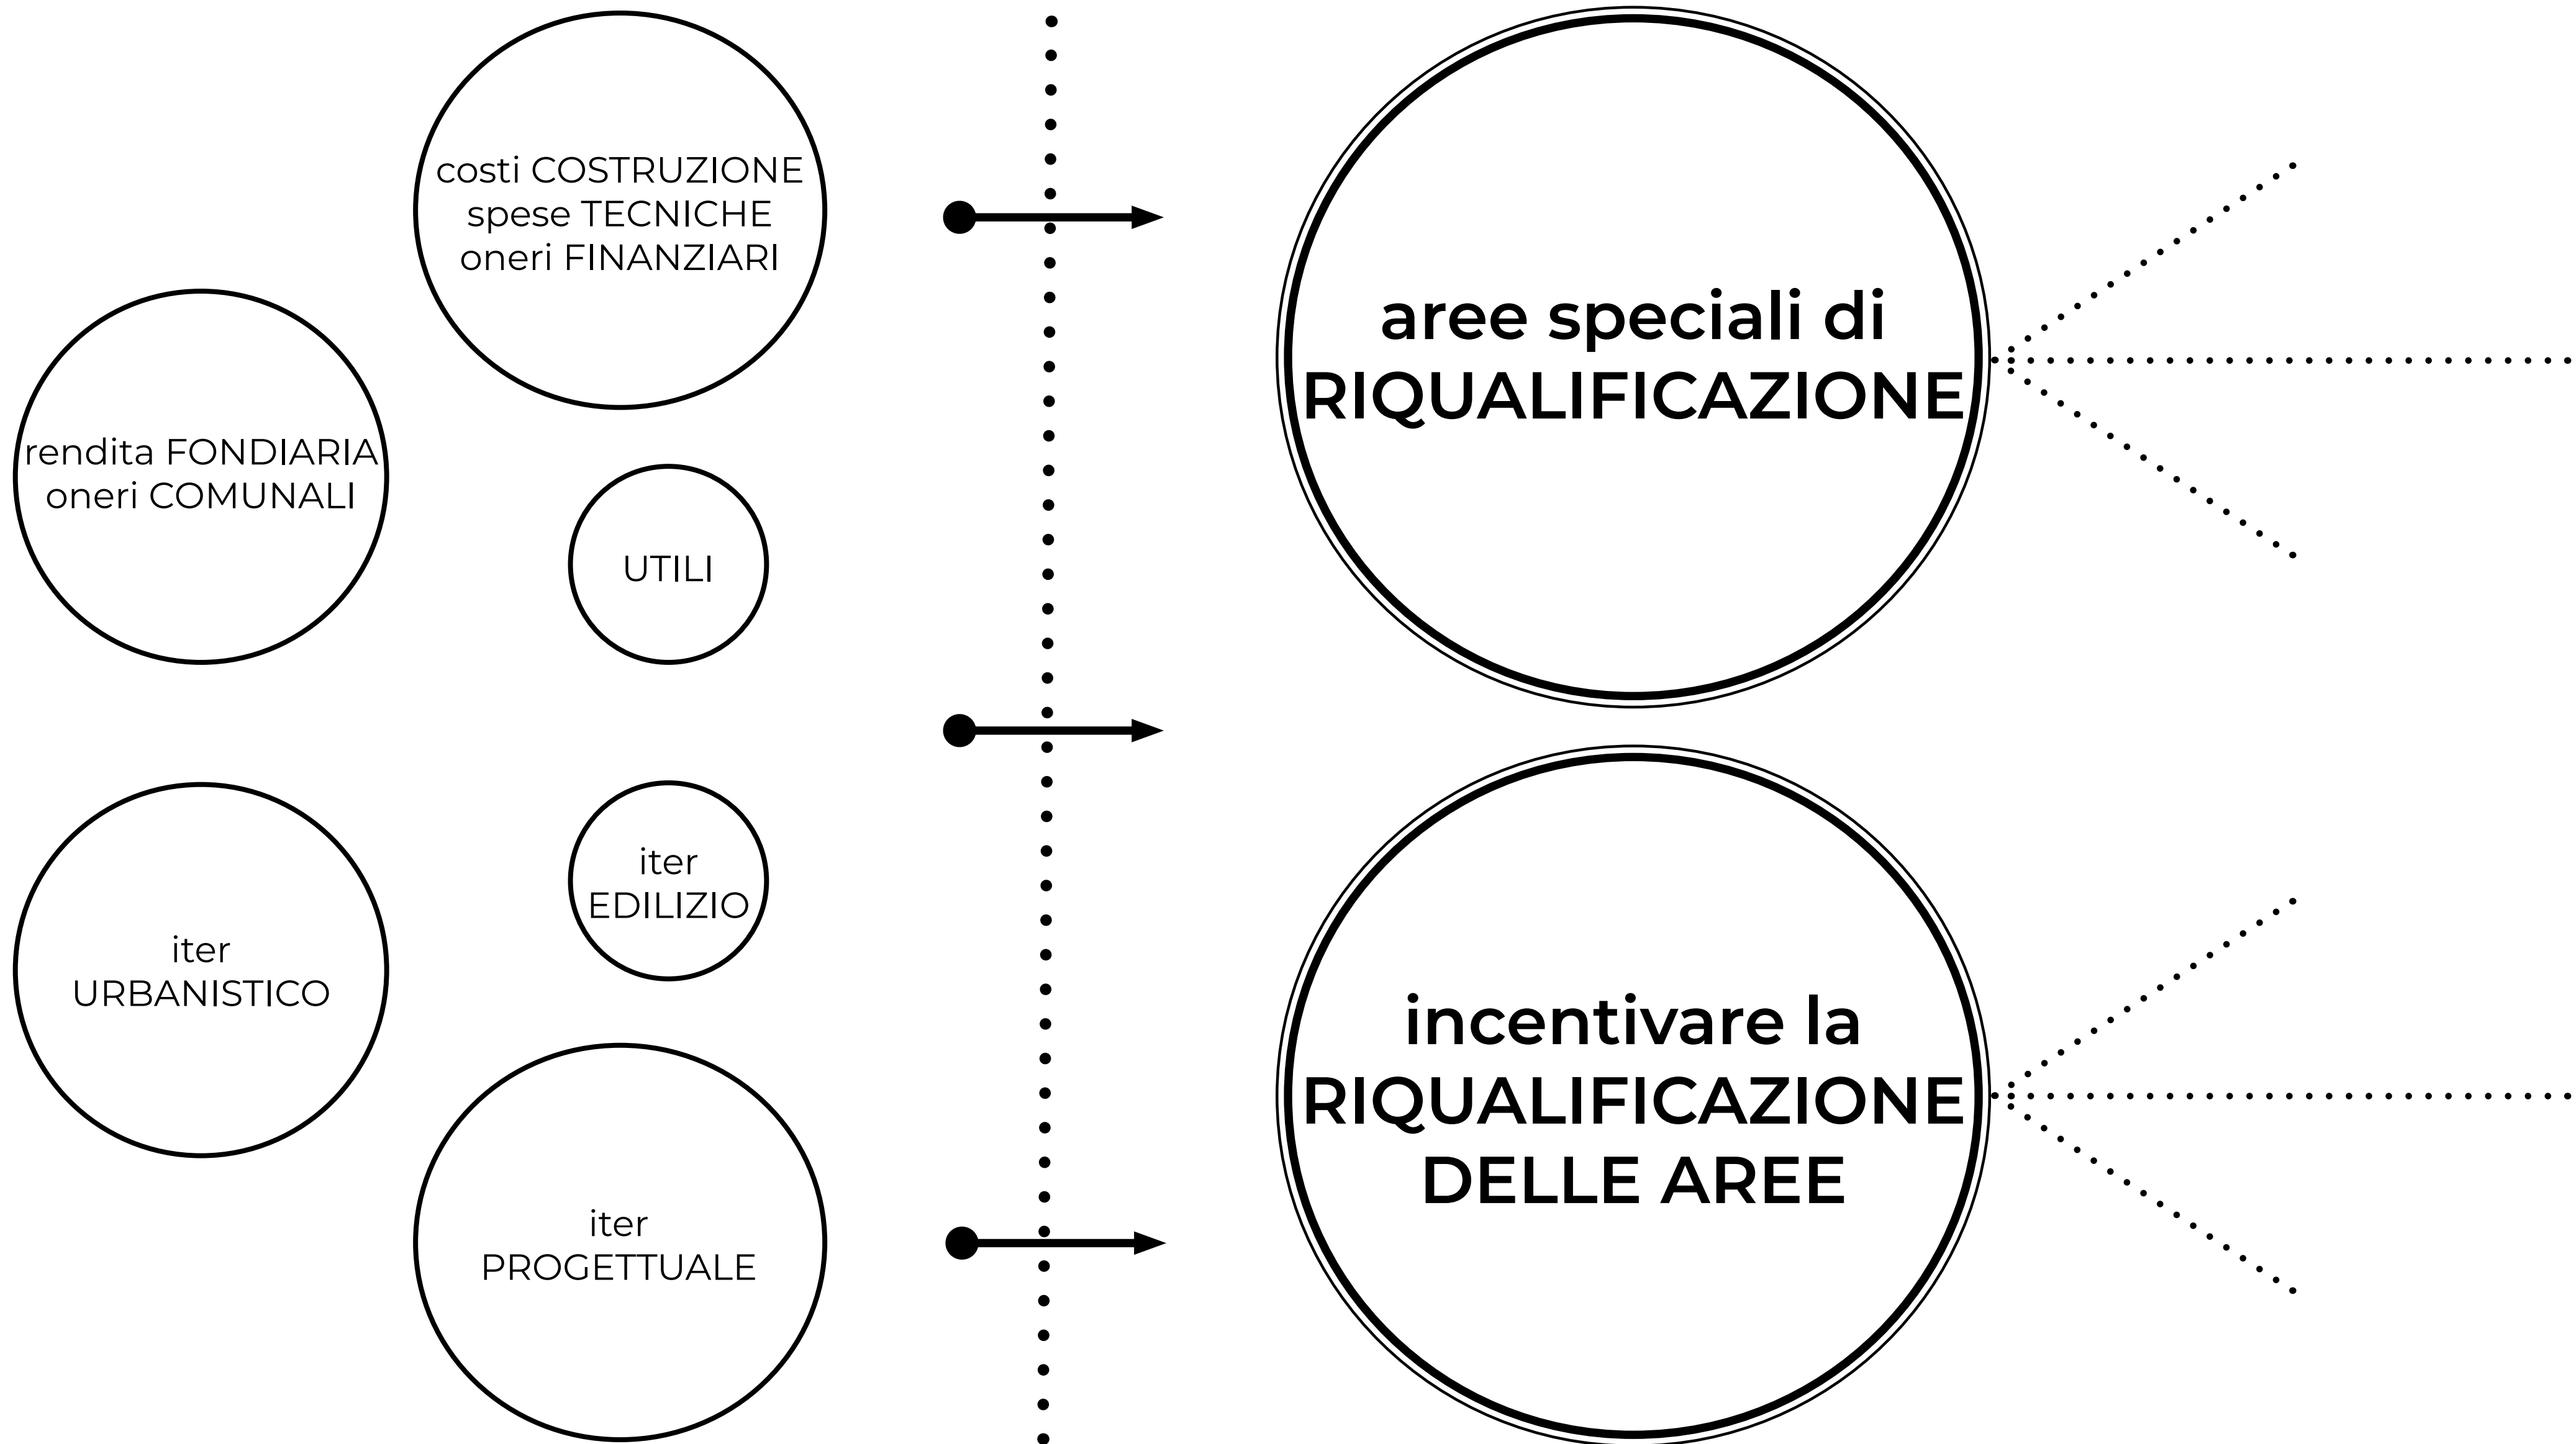 costi COSTRUZIONE
spese TECNICHE
oneri FINANZIARI
rendita FONDIARIA
oneri COMUNALI
UTILI
iter
EDILIZIO
iter
URBANISTICO
iter
PROGETTUALE
aree speciali di
RIQUALIFICAZIONE
incentivare la
RIQUALIFICAZIONE
DELLE AREE